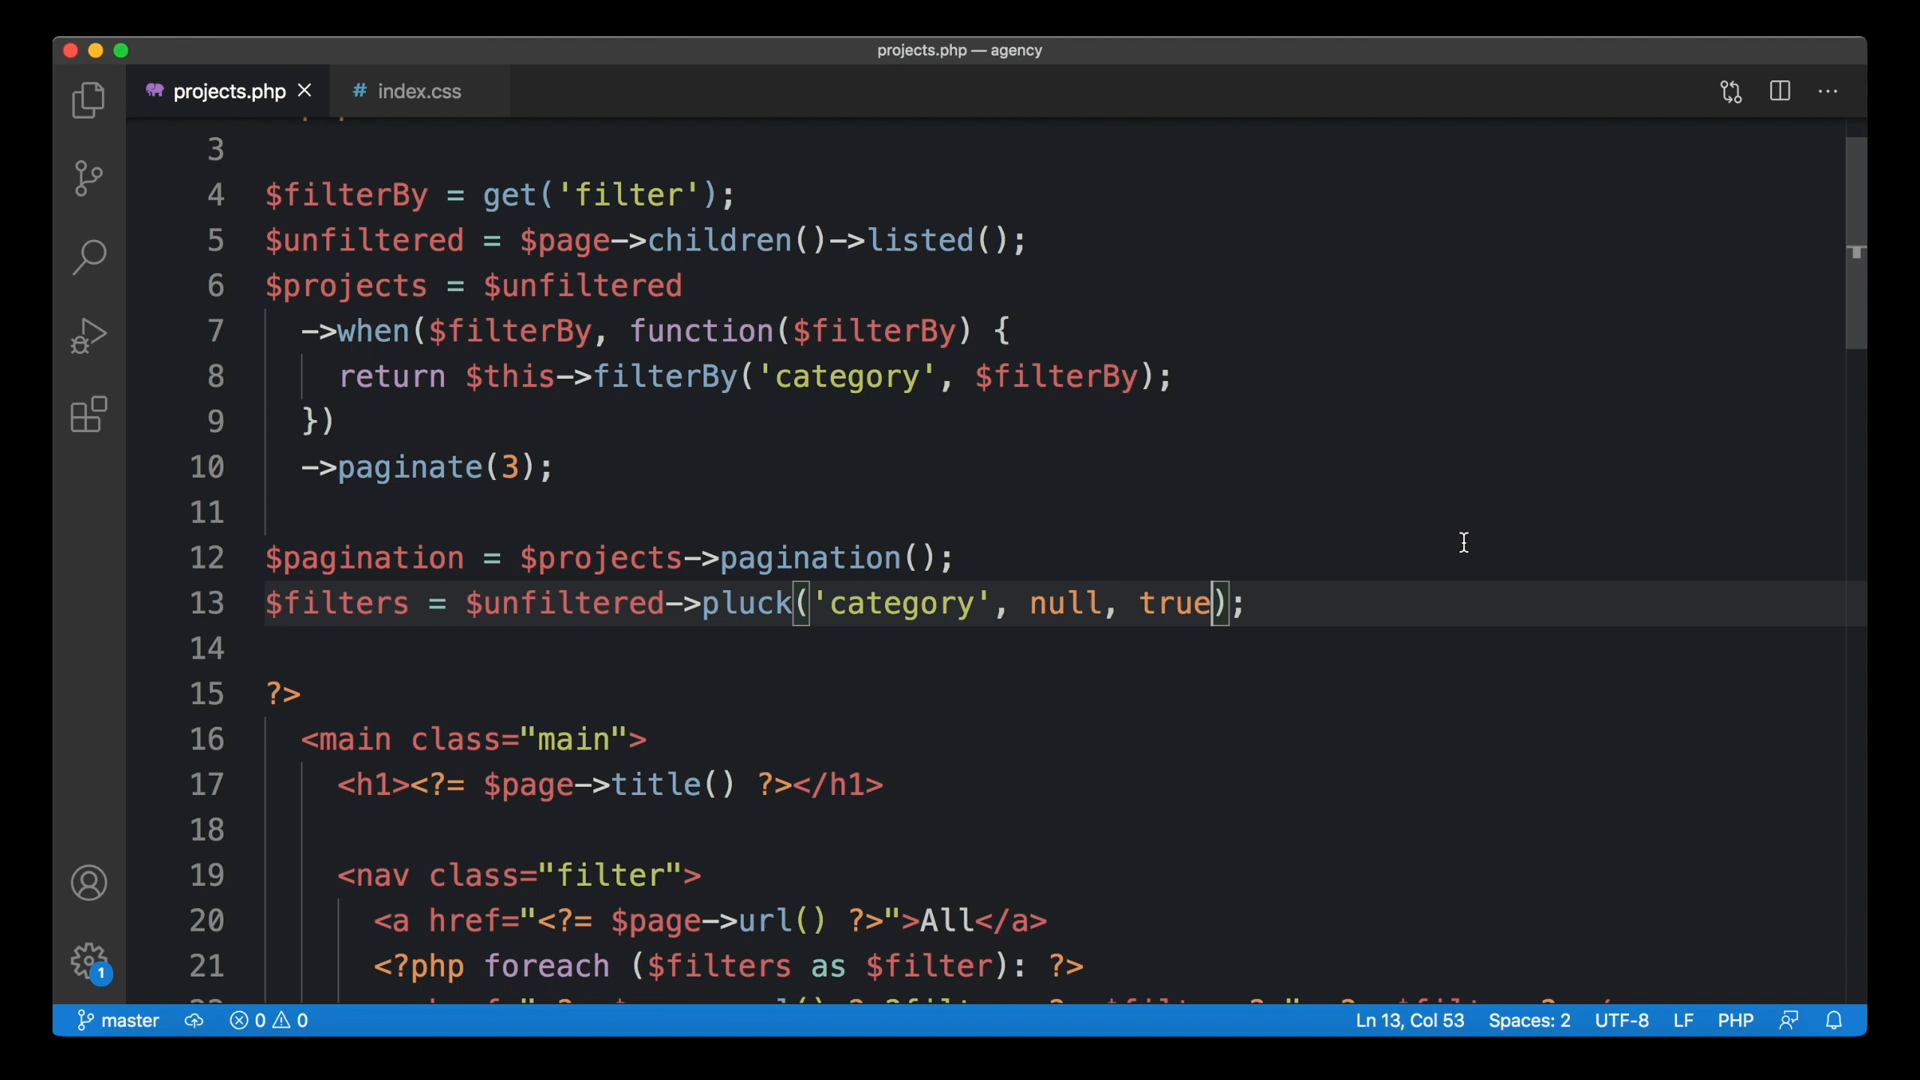 projects.php — agency
projects.php
# index.css
3
4 $filterBy = get('filter');
5 $unfiltered = $page->children()->listed();
6 $projects = $unfiltered
7 ->when($filterBy, function($filterBy) {
8 return $this->filterBy('category', $filterBy);
9 })
10 ->paginate(3);
11
12 $pagination = $projects->pagination();
13 $filters = $unfiltered->pluck('category', null, true);
14
15 ?>
16 <main class="main">
17 <h1><?= $page->title() ?></h1>
18
19 <nav class="filter">
20 <a href="<?= $page->url() ?>">All</a>
21 <?php foreach ($filters as $filter): ?>
1
master 0 0 Ln 13, Col 53 Spaces: 2 UTF-8 LF PHP